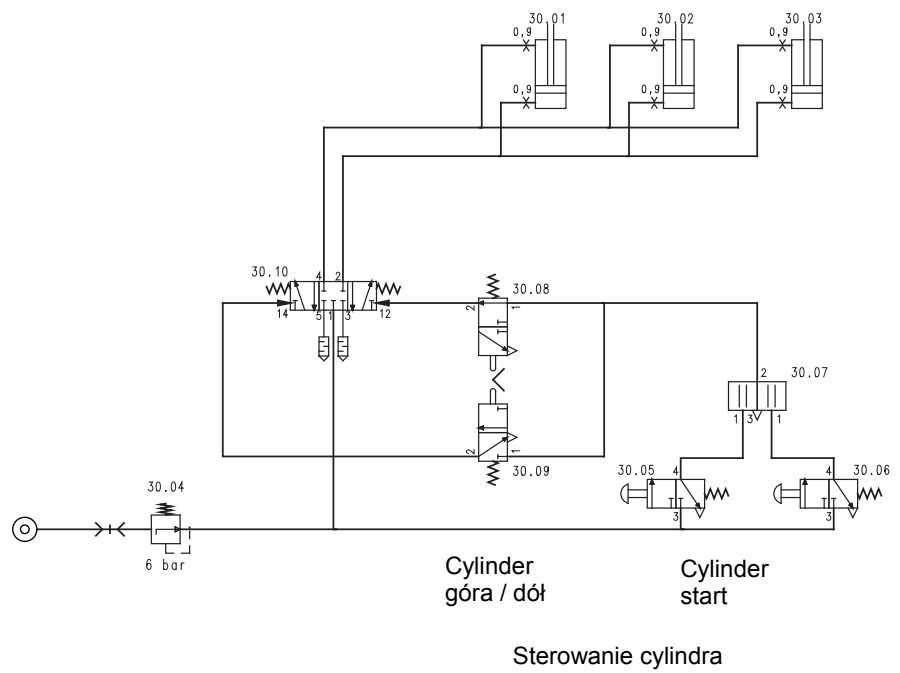 30.01 30.02 30.03
0,9 0,9 0,9
0,9 0,9 0,9
30.10 4 2
14 5 1 3 12
30.08
2 1
30.07
2
1 3 1
2 1
30.09
30.05 4 4 30.06
3 3
30.04
6 bar
Cylinder
góra / dół
Cylinder
start
Sterowanie cylindra